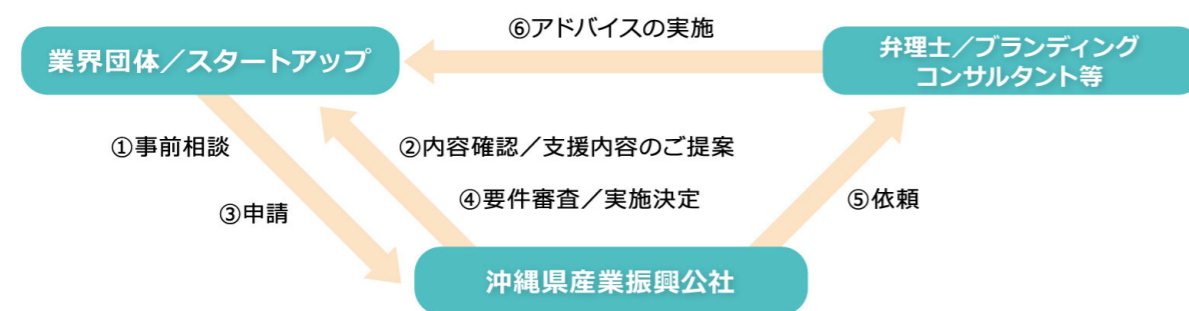 ⑥アドバイスの実施
業界団体／スタートアップ
弁理士／ブランディング
コンサルタント等
①事前相談
②内容確認／支援内容のご提案
④要件審査／実施決定
⑤依頼
③申請
沖縄県産業振興公社